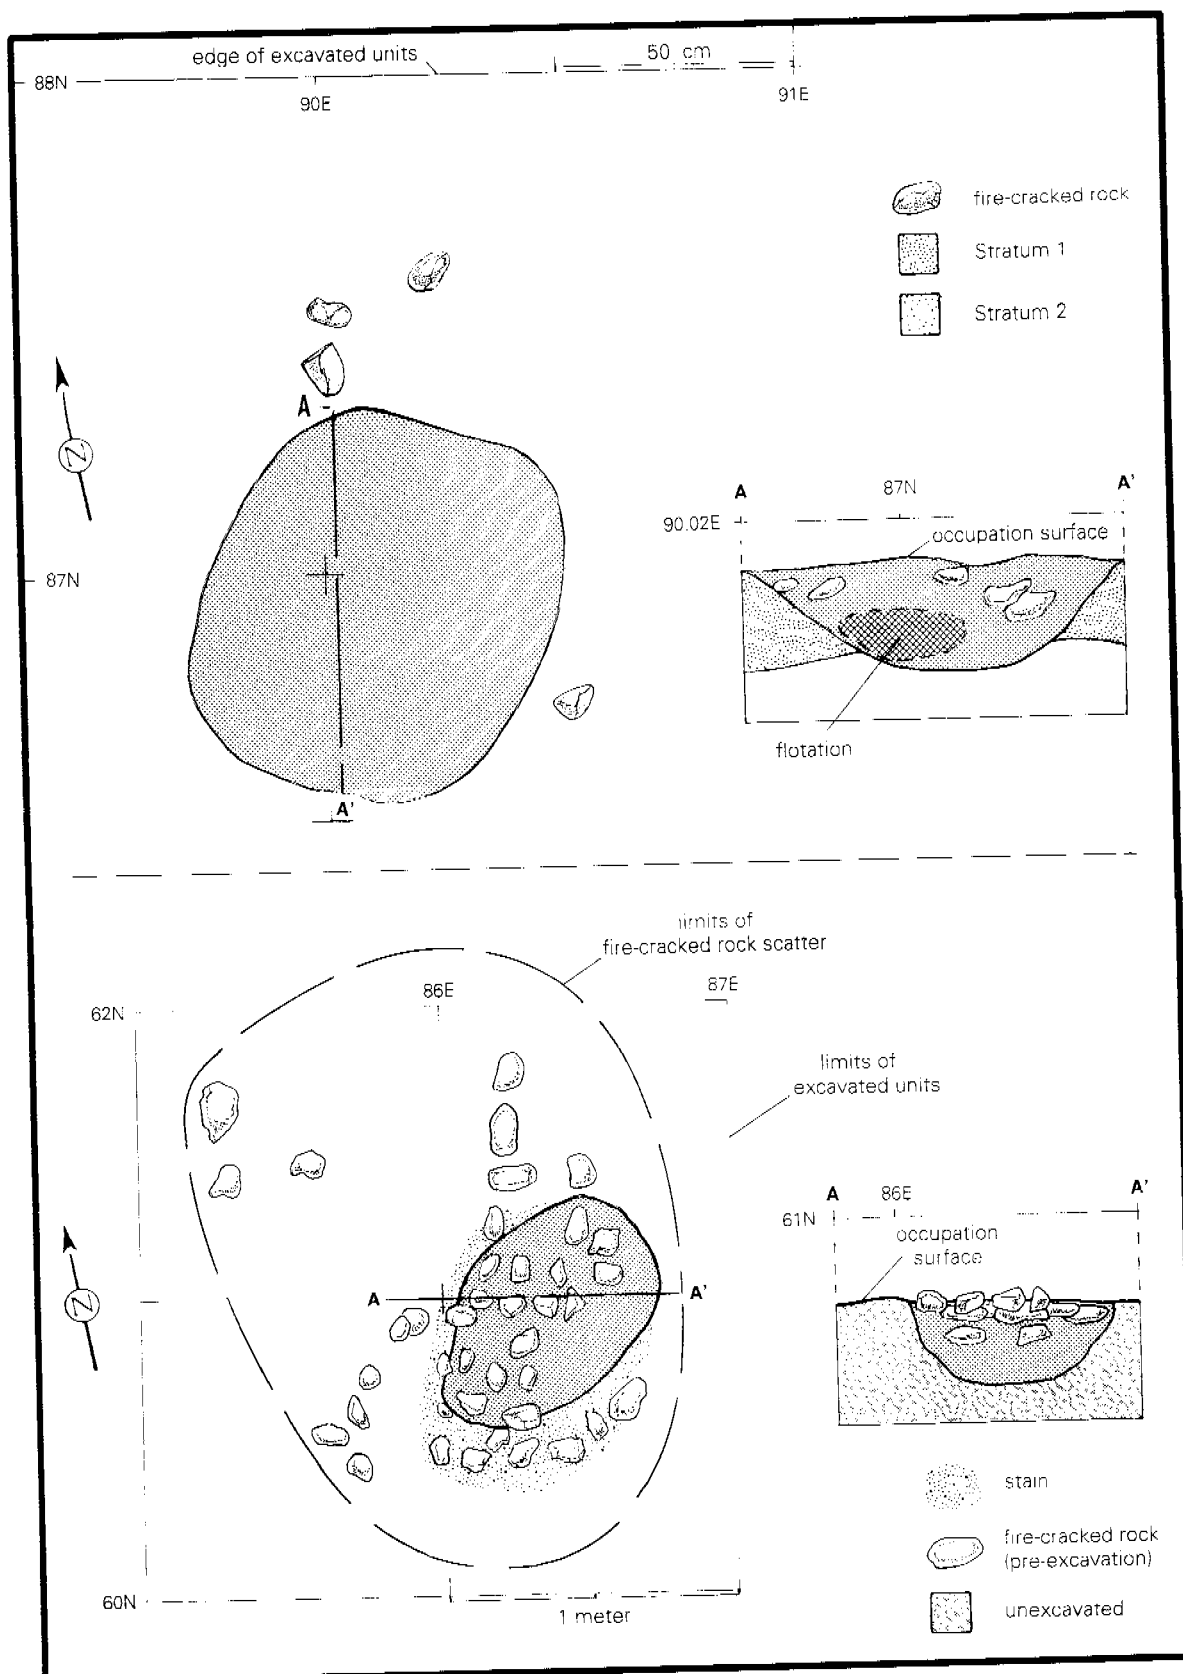 edge of excavated units
50 cm
88N
90E
91E
fire-cracked rock
Stratum 1
Stratum 2
A
N
87N
A'
A
87N
A'
90.02E
occupation surface
flotation
limits of
fire-cracked rock scatter
86E
87E
62N
limits of
excavated units
A
A'
N
A
86E
A'
61N
occupation
surface
stain
fire-cracked rock
(pre-excavation)
unexcavated
60N
1 meter